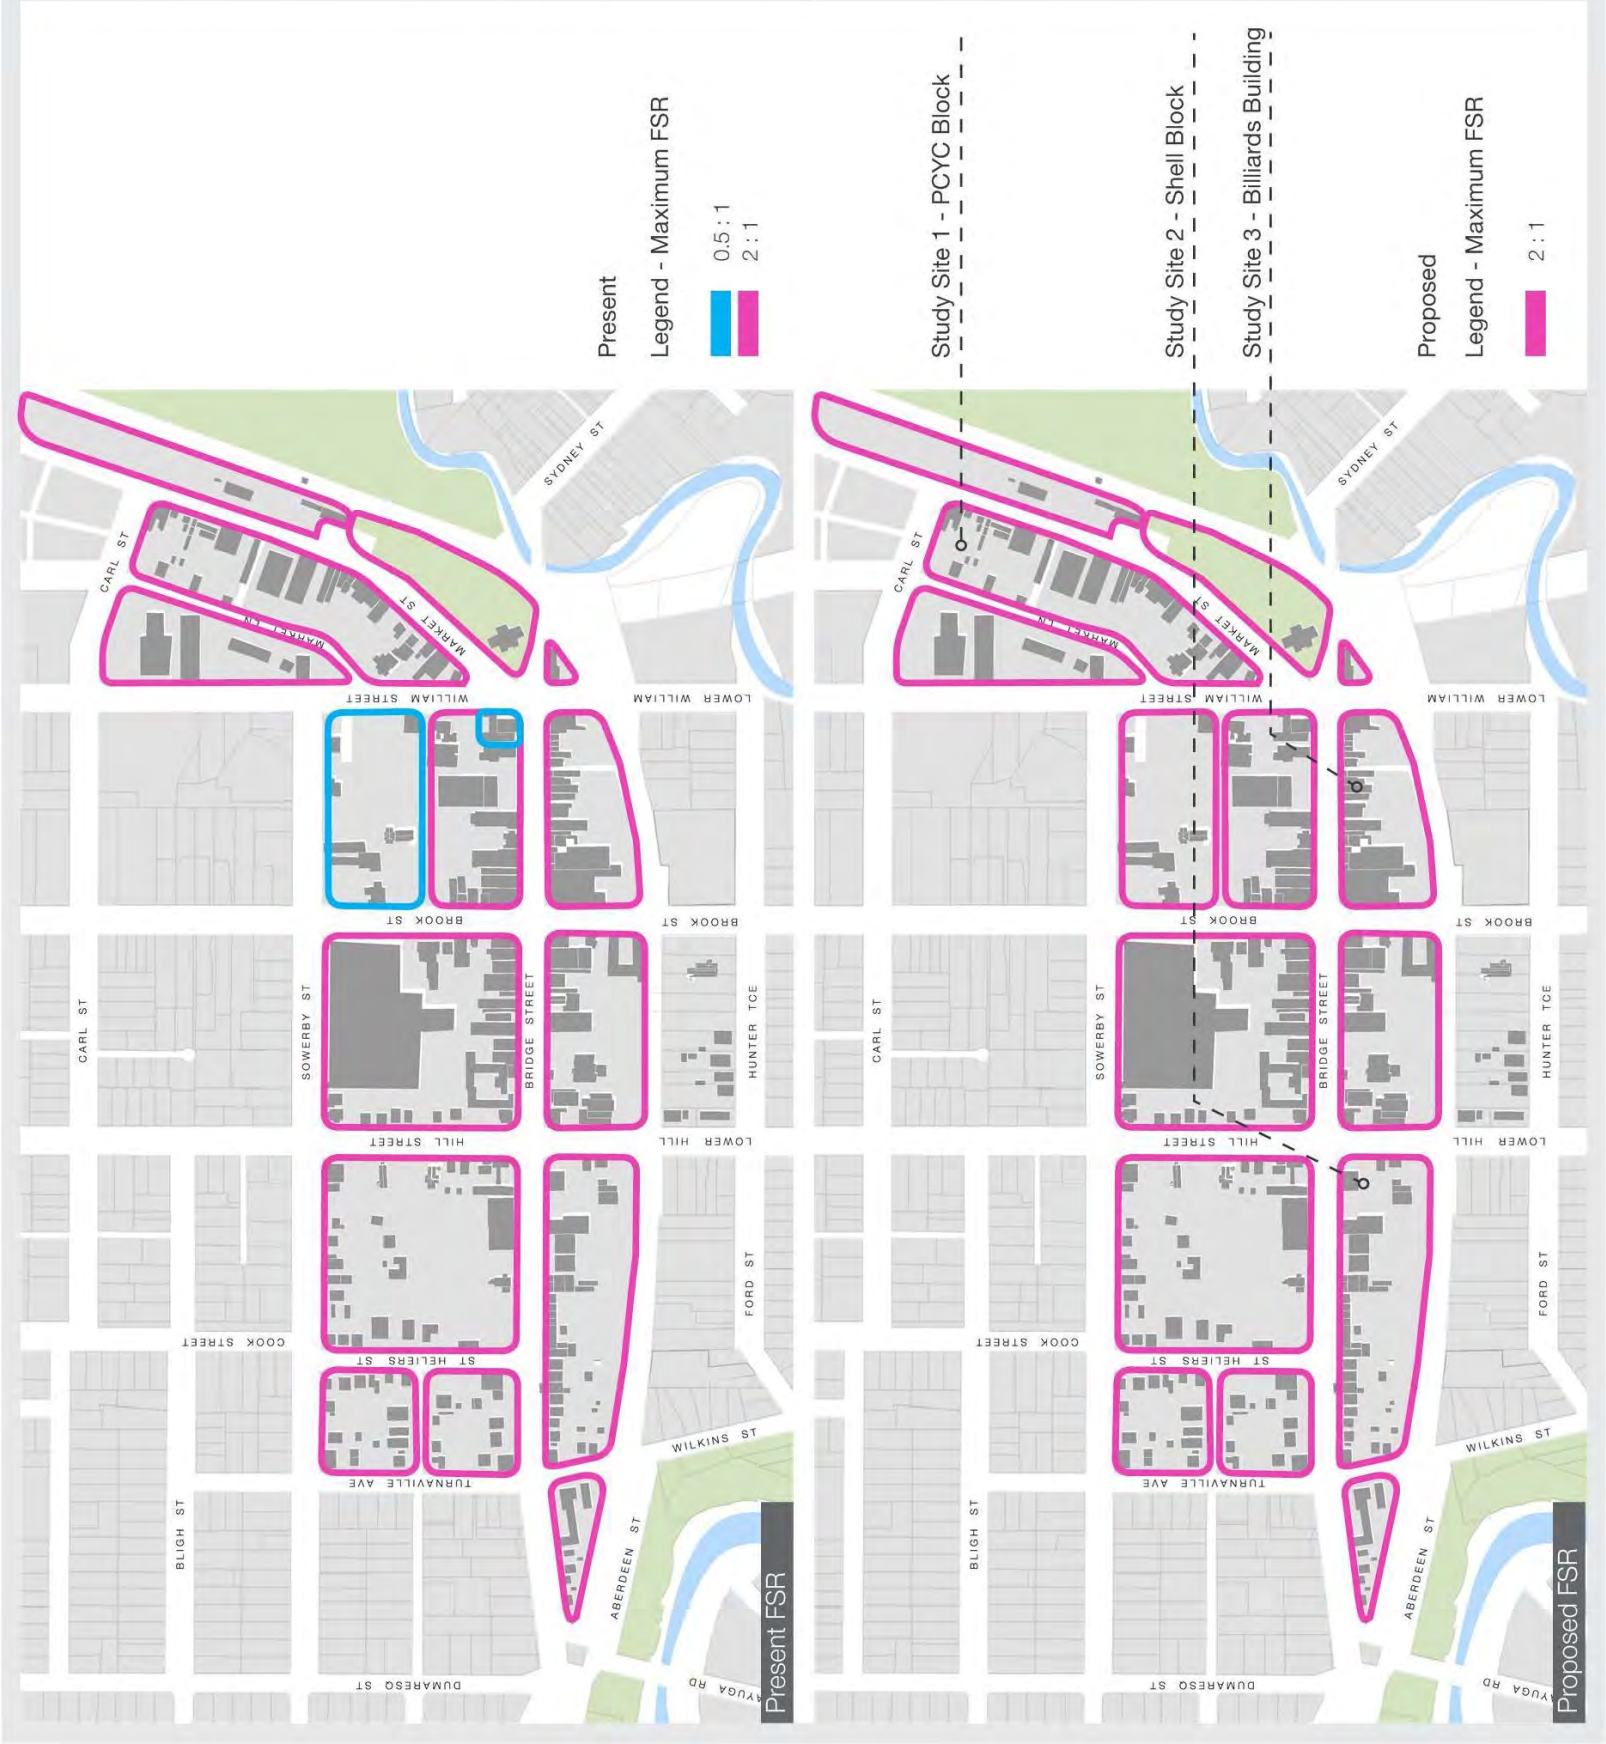 Present FSR
CARL ST
CARL ST
BLIGH ST
SOWERBY ST
COOK STREET
DUMARESQ ST
WILLIAM STREET
MARKET LN
MARKET ST
BROOK ST
HILL STREET
ST HELIERS ST
TURNAVILLE AVE
BRIDGE STREET
SYDNEY ST
LOWER WILLIAM
BROOK ST
HUNTER TCE
LOWER HILL
FORD ST
WILKINS ST
ABERDEEN ST
AYUGA RD
Present
Legend - Maximum FSR
0.5 : 1
2 : 1
Proposed FSR
CARL ST
CARL ST
BLIGH ST
SOWERBY ST
COOK STREET
DUMARESQ ST
WILLIAM STREET
MARKET LN
MARKET ST
BROOK ST
HILL STREET
ST HELIERS ST
TURNAVILLE AVE
BRIDGE STREET
SYDNEY ST
LOWER WILLIAM
BROOK ST
HUNTER TCE
LOWER HILL
FORD ST
WILKINS ST
ABERDEEN ST
AYUGA RD
Study Site 1 - PCYC Block
Study Site 2 - Shell Block
Study Site 3 - Billiards Building
Proposed
Legend - Maximum FSR
2 : 1